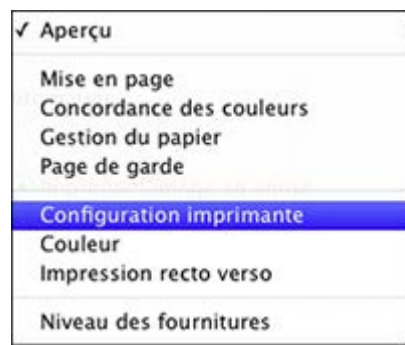 ✓ Aperçu
Mise en page
Concordance des couleurs
Gestion du papier
Page de garde
Configuration imprimante
Couleur
Impression recto verso
Niveau des fournitures